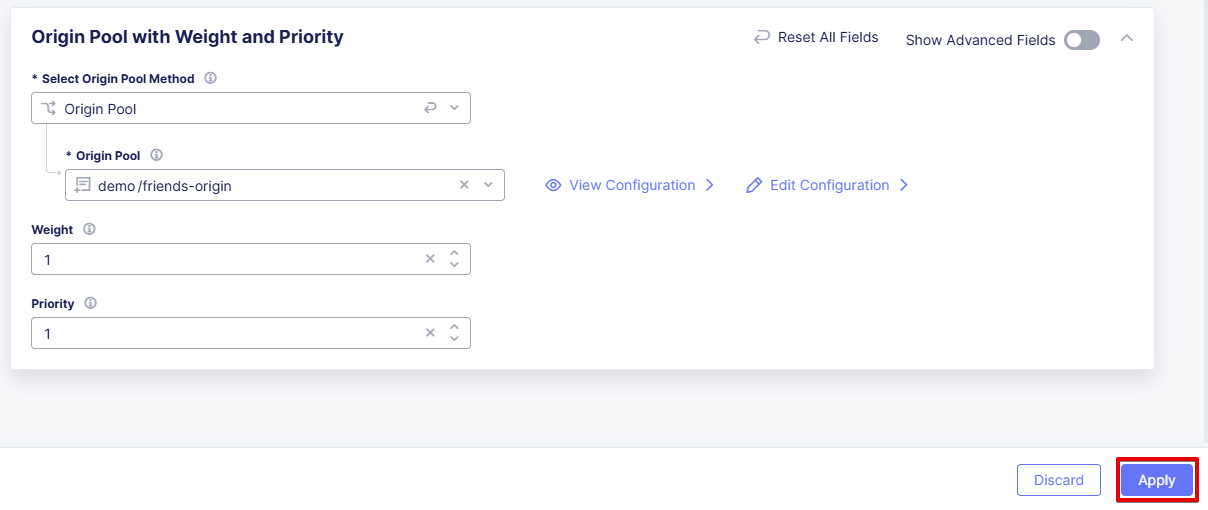 Origin Pool with Weight and Priority
Reset All Fields
Show Advanced Fields
* Select Origin Pool Method
Origin Pool
* Origin Pool
demo/friends-origin
View Configuration
Edit Configuration
Weight
1
Priority
1
Discard
Apply